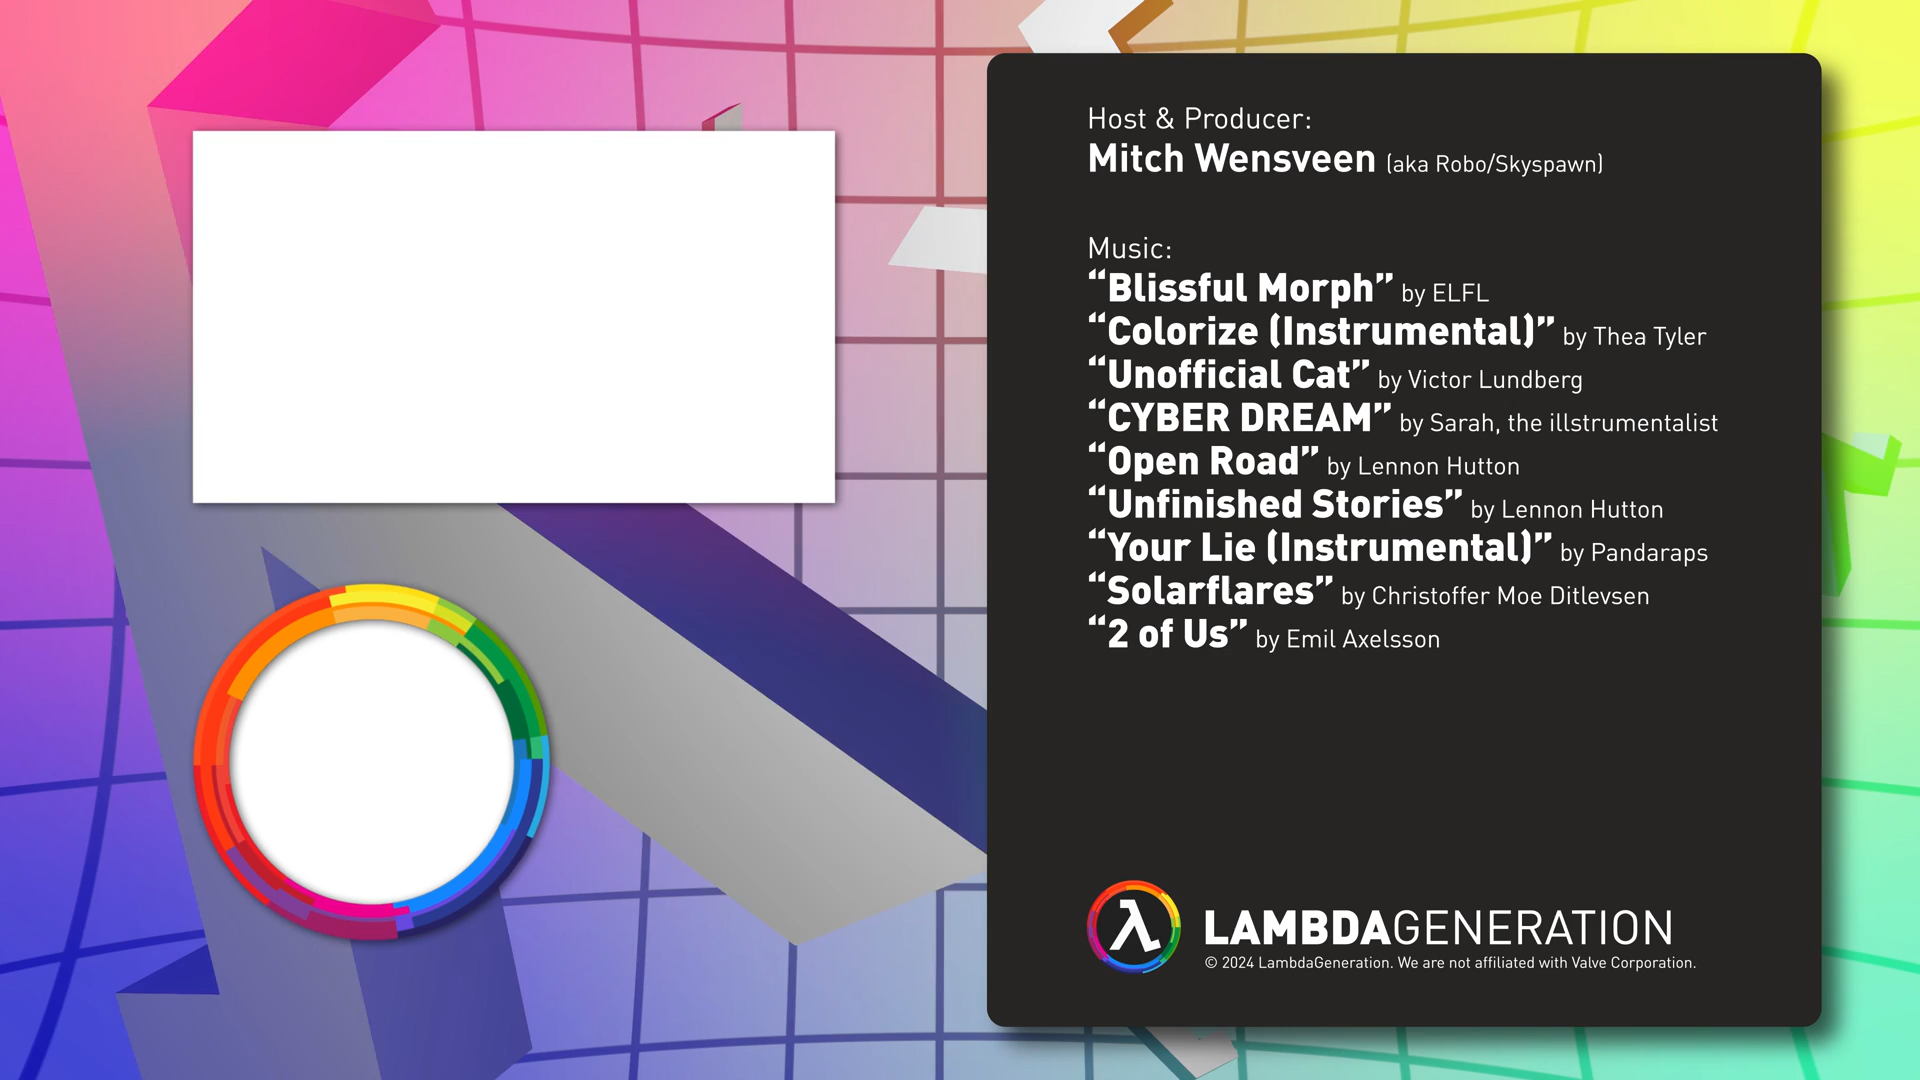 Host & Producer:
Mitch Wensveen (aka Robo/Skyspawn)
Music:
“Blissful Morph” by ELFL
“Colorize (Instrumental)” by Thea Tyler
“Unofficial Cat” by Victor Lundberg
“CYBER DREAM” by Sarah, the illstrumentalist
“Open Road” by Lennon Hutton
“Unfinished Stories” by Lennon Hutton
“Your Lie (Instrumental)” by Pandaraps
“Solarflares” by Christoffer Moe Ditlevsen
“2 of Us” by Emil Axelsson
λ LAMBDAGENERATION
© 2024 LambdaGeneration. We are not affiliated with Valve Corporation.